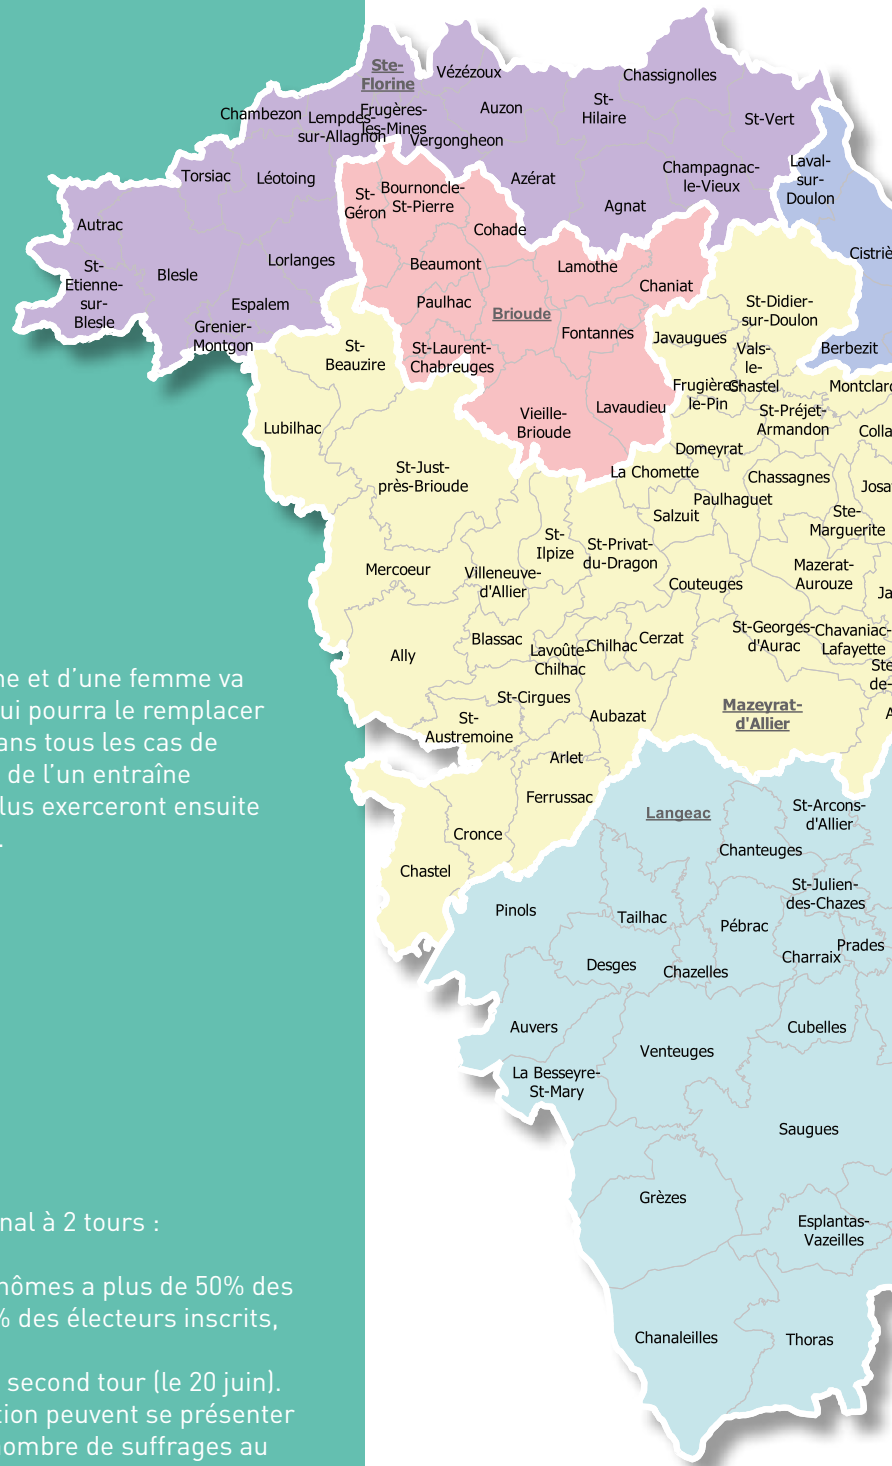 ne et d’une femme va
ui pourra le remplacer
ans tous les cas de
de l’un entraîne
lus exerceront ensuite
.
nal à 2 tours :
nômes a plus de 50% des
% des électeurs inscrits,
second tour (le 20 juin).
tion peuvent se présenter
nombre de suffrages au
Ste-
Florine
Vézézoux
Chassignolles
Chambezon
Lempdes-
sur-Allagnon
Frugères-
les-Mines
Auzon
St-
Hilaire
St-Vert
Vergongheon
Torsiac
Léotoing
Azérat
Champagnac-
le-Vieux
Agnat
Laval-
sur-
Doulon
Autrac
St-
Etienne-
sur-
Blesle
Blesle
Lorlanges
Espalem
Grenier-
Montgon
St-
Géron
Bournoncle-
St-Pierre
Cohade
Beaumont
Lamothe
Chaniat
Paulhac
Brioude
Fontannes
St-Laurent-
Chabreuges
Vieille-
Brioude
Lavaudieu
Cistriè
Berbezit
St-Didier-
sur-Doulon
Javaugues
Vals-
le-
Chastel
Frugières-
le-Pin
Montclard
St-Préjet-
Armandon
Colla
St-
Beauzire
Lubilhac
St-Just-
près-Brioude
Domeyrat
La Chomette
Chassagnes
Josa
Paulhaguet
Salzuit
Ste-
Marguerite
St-
Ilpize
St-Privat-
du-Dragon
Mercoeur
Villeneuve-
d'Allier
Couteuges
Mazerat-
Aurouze
Ja
Ally
Blassac
Lavoûte-
Chilhac
Chilhac
Cerzat
St-Georges-
d'Aurac
Chavaniac-
Lafayette
Ste
de-
St-Cirgues
St-
Austremoine
Aubazat
Mazeyrat-
d'Allier
A
Arlet
Ferrussac
Cronce
Chastel
Langeac
St-Arcons-
d'Allier
Chanteuges
St-Julien-
des-Chazes
Pinols
Tailhac
Pébrac
Prades
Charraix
Desges
Chazelles
Auvers
Cubelles
Venteuges
La Besseyre-
St-Mary
Saugues
Grèzes
Esplantas-
Vazeilles
Chanaleilles
Thoras